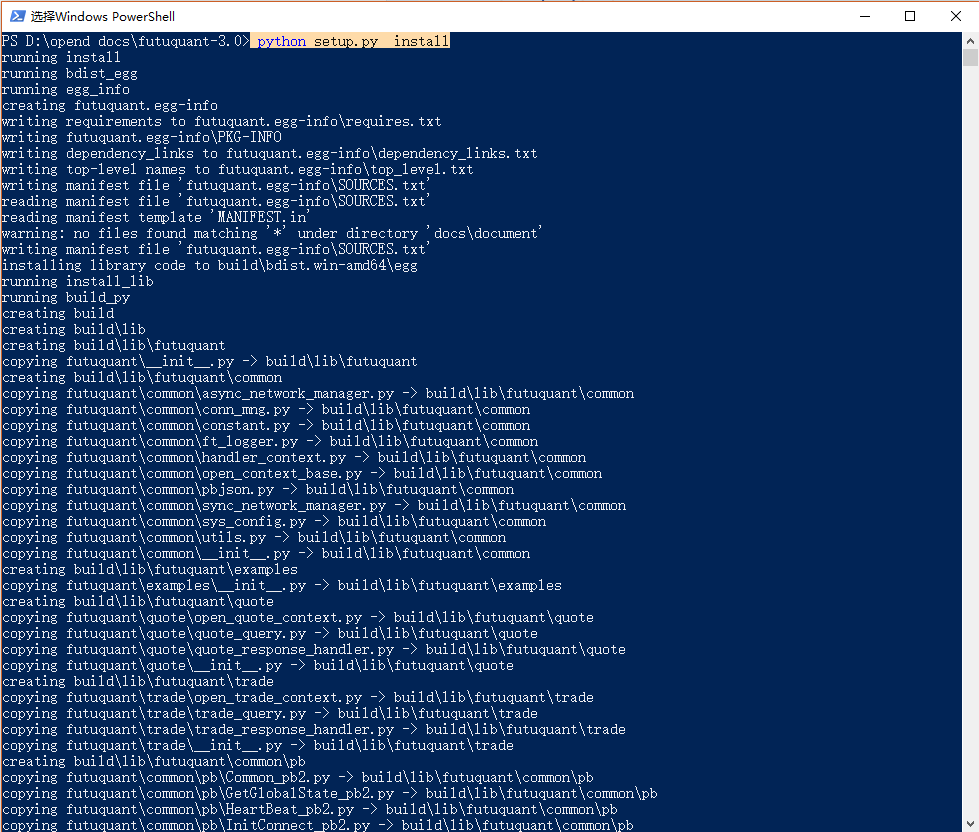 选择Windows PowerShell
PS D:\opend docs\futuquant-3.0> python setup.py  install
running install
running bdist_egg
running egg_info
creating futuquant.egg-info
writing requirements to futuquant.egg-info\requires.txt
writing futuquant.egg-info\PKG-INFO
writing dependency_links to futuquant.egg-info\dependency_links.txt
writing top-level names to futuquant.egg-info\top_level.txt
writing manifest file 'futuquant.egg-info\SOURCES.txt'
reading manifest file 'futuquant.egg-info\SOURCES.txt'
reading manifest template 'MANIFEST.in'
warning: no files found matching '*' under directory 'docs\document'
writing manifest file 'futuquant.egg-info\SOURCES.txt'
installing library code to build\bdist.win-amd64\egg
running install_lib
running build_py
creating build
creating build\lib
creating build\lib\futuquant
copying futuquant\__init__.py -> build\lib\futuquant
creating build\lib\futuquant\common
copying futuquant\common\async_network_manager.py -> build\lib\futuquant\common
copying futuquant\common\conn_mng.py -> build\lib\futuquant\common
copying futuquant\common\constant.py -> build\lib\futuquant\common
copying futuquant\common\ft_logger.py -> build\lib\futuquant\common
copying futuquant\common\handler_context.py -> build\lib\futuquant\common
copying futuquant\common\open_context_base.py -> build\lib\futuquant\common
copying futuquant\common\pbjson.py -> build\lib\futuquant\common
copying futuquant\common\sync_network_manager.py -> build\lib\futuquant\common
copying futuquant\common\sys_config.py -> build\lib\futuquant\common
copying futuquant\common\utils.py -> build\lib\futuquant\common
copying futuquant\common\__init__.py -> build\lib\futuquant\common
creating build\lib\futuquant\examples
copying futuquant\examples\__init__.py -> build\lib\futuquant\examples
creating build\lib\futuquant\quote
copying futuquant\quote\open_quote_context.py -> build\lib\futuquant\quote
copying futuquant\quote\quote_query.py -> build\lib\futuquant\quote
copying futuquant\quote\quote_response_handler.py -> build\lib\futuquant\quote
copying futuquant\quote\__init__.py -> build\lib\futuquant\quote
creating build\lib\futuquant\trade
copying futuquant\trade\open_trade_context.py -> build\lib\futuquant\trade
copying futuquant\trade\trade_query.py -> build\lib\futuquant\trade
copying futuquant\trade\trade_response_handler.py -> build\lib\futuquant\trade
copying futuquant\trade\__init__.py -> build\lib\futuquant\trade
creating build\lib\futuquant\common\pb
copying futuquant\common\pb\Common_pb2.py -> build\lib\futuquant\common\pb
copying futuquant\common\pb\GetGlobalState_pb2.py -> build\lib\futuquant\common\pb
copying futuquant\common\pb\HeartBeat_pb2.py -> build\lib\futuquant\common\pb
copying futuquant\common\pb\InitConnect_pb2.py -> build\lib\futuquant\common\pb